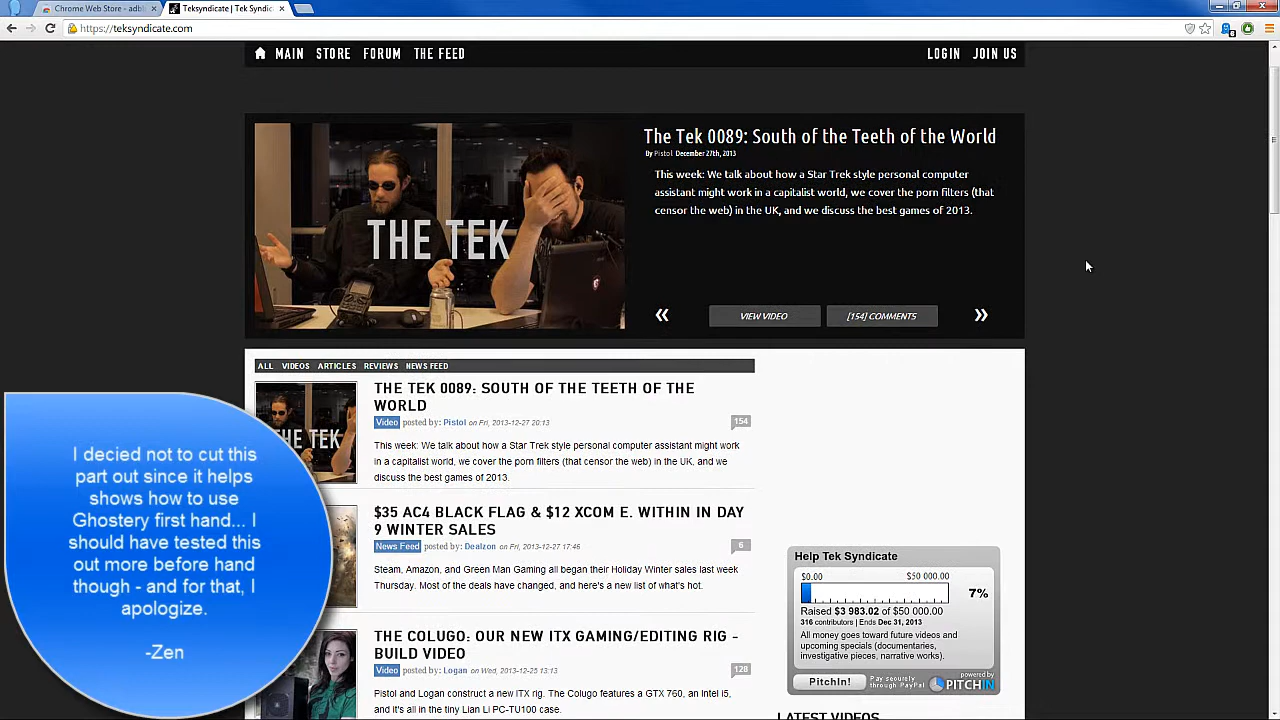 Chrome Web Store - adb
Teksyndicate | Tek Syndic
https://teksyndicate.com
MAIN STORE FORUM THE FEED
LOGIN JOIN US
THE TEK
The Tek 0089: South of the Teeth of the World
By Pistol December 27th, 2013
This week: We talk about how a Star Trek style personal computer
assistant might work in a capitalist world, we cover the porn filters (that
censor the web) in the UK, and we discuss the best games of 2013.
VIEW VIDEO
[154] COMMENTS
ALL VIDEOS ARTICLES REVIEWS NEWS FEED
THE TEK 0089: SOUTH OF THE TEETH OF THE
WORLD
Video posted by: Pistol on Fri, 2013-12-27 20:13
154
This week: We talk about how a Star Trek style personal computer assistant might work
in a capitalist world, we cover the porn filters (that censor the web) in the UK, and we
discuss the best games of 2013.
$35 AC4 BLACK FLAG & $12 XCOM E. WITHIN IN DAY
9 WINTER SALES
News Feed posted by: Dealzon on Fri, 2013-12-27 17:46
6
Steam, Amazon, and Green Man Gaming all began their Holiday Winter sales last week
Thursday. Most of the deals have changed, and here's a new list of what's hot.
THE COLUGO: OUR NEW ITX GAMING/EDITING RIG -
BUILD VIDEO
Video posted by: Logan on Wed, 2013-12-25 13:13
128
Pistol and Logan construct a new ITX rig. The Colugo features a GTX 760, an Intel i5,
and it's all in the tiny Lian Li PC-TU100 case.
Help Tek Syndicate
$0.00 $50 000.00
7%
Raised $3 983.02 of $50 000.00
316 contributors | Ends Dec 31, 2013
All money goes toward future videos and
upcoming specials (documentaries,
investigative pieces, narrative works).
PitchIn!
Pay securely
through PayPal
powered by
PITCHIN
LATEST VIDEOS
I decied not to cut this
part out since it helps
shows how to use
Ghostery first hand... I
should have tested this
out more before hand
though - and for that, I
apologize.
-Zen